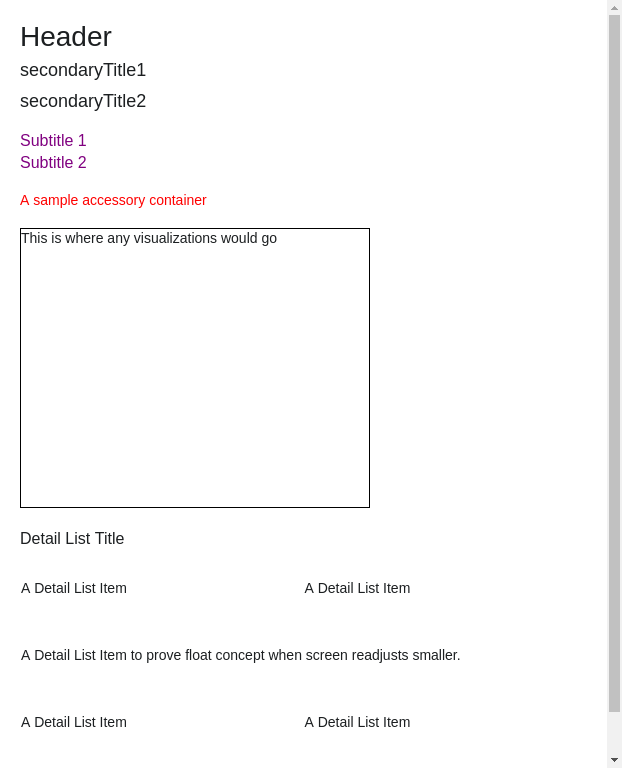 Header
secondaryTitle1
secondaryTitle2
Subtitle 1
Subtitle 2
A sample accessory container
This is where any visualizations would go
Detail List Title
A Detail List Item
A Detail List Item
A Detail List Item to prove float concept when screen readjusts smaller.
A Detail List Item
A Detail List Item